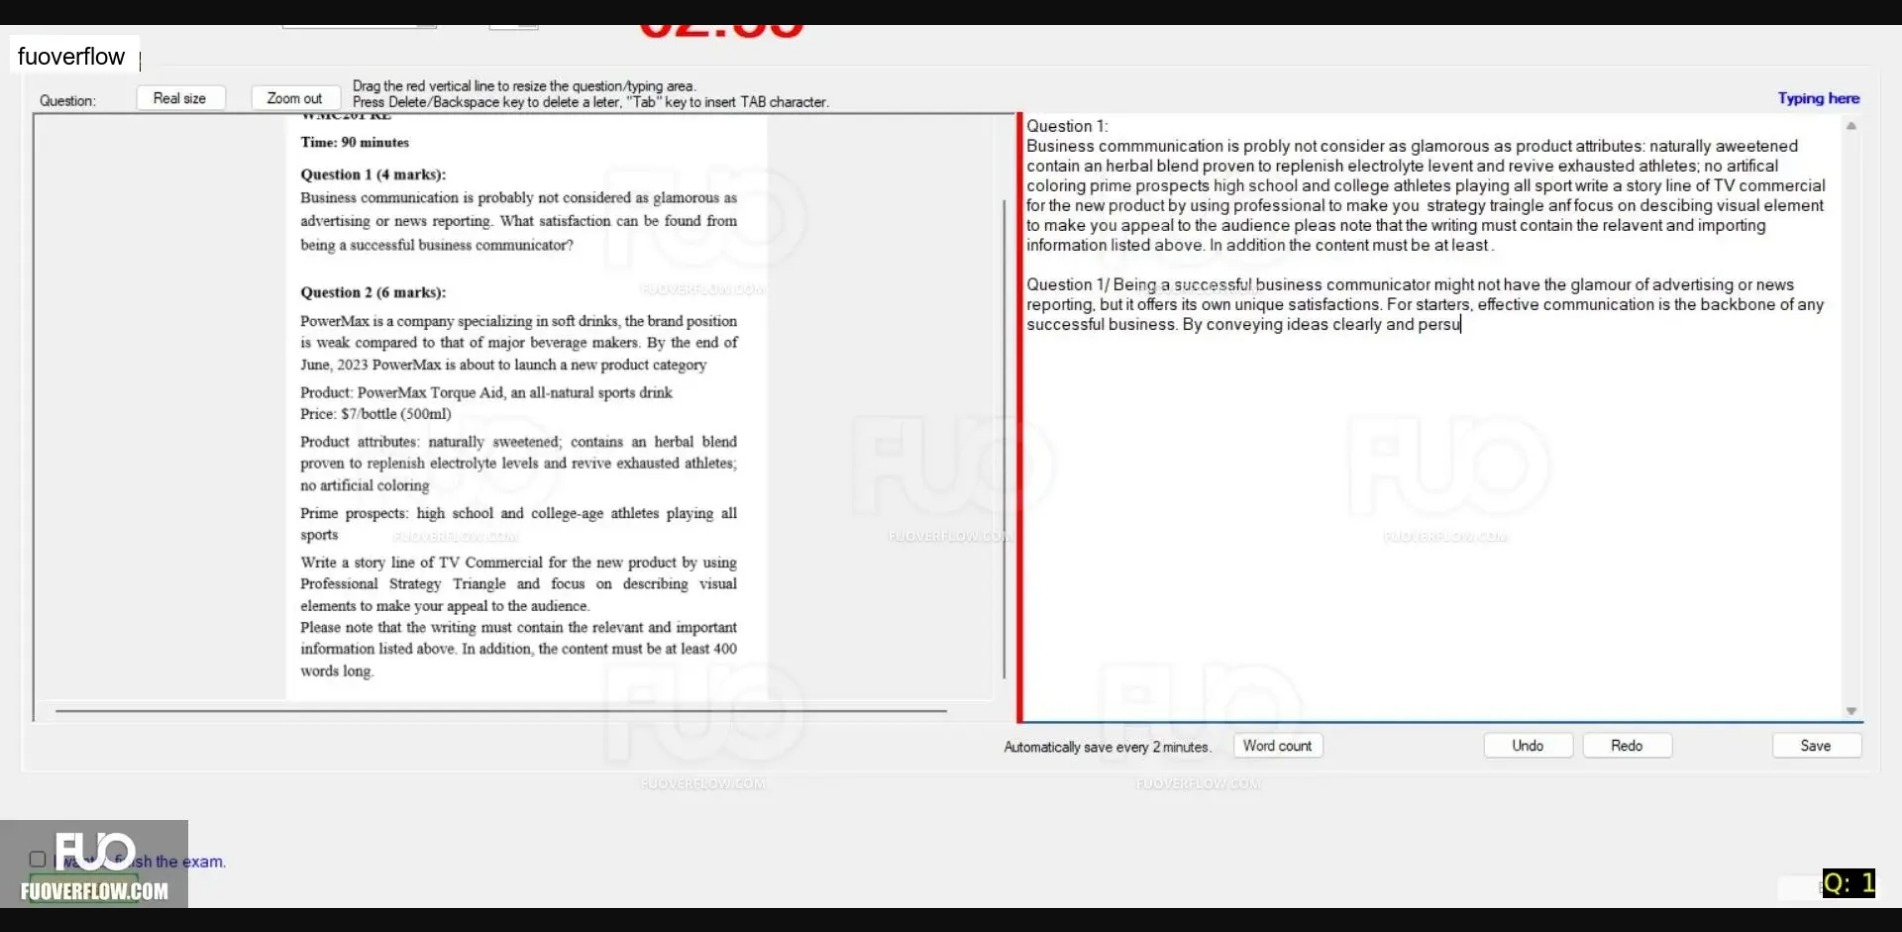 fuoverflow
Question:
Real size
Zoom out
Drag the red vertical line to resize the question/typing area.
Press Delete/Backspace key to delete a leter, "Tab" key to insert TAB character.
Typing here
WMC201 RE
Time: 90 minutes
Question 1 (4 marks):
Business communication is probably not considered as glamorous as
advertising or news reporting. What satisfaction can be found from
being a successful business communicator?
Question 2 (6 marks):
PowerMax is a company specializing in soft drinks, the brand position
is weak compared to that of major beverage makers. By the end of
June, 2023 PowerMax is about to launch a new product category
Product: PowerMax Torque Aid, an all-natural sports drink
Price: $7/bottle (500ml)
Product attributes: naturally sweetened; contains an herbal blend
proven to replenish electrolyte levels and revive exhausted athletes;
no artificial coloring
Prime prospects: high school and college-age athletes playing all
sports
Write a story line of TV Commercial for the new product by using
Professional Strategy Triangle and focus on describing visual
elements to make your appeal to the audience.
Please note that the writing must contain the relevant and important
information listed above. In addition, the content must be at least 400
words long.
Question 1:
Business commmunication is probly not consider as glamorous as product attributes: naturally aweetened
contain an herbal blend proven to replenish electrolyte levent and revive exhausted athletes; no artifical
coloring prime prospects high school and college athletes playing all sport write a story line of TV commercial
for the new product by using professional to make you strategy traingle anf focus on descibing visual element
to make you appeal to the audience pleas note that the writing must contain the relavent and importing
information listed above. In addition the content must be at least .
Question 1/ Being a successful business communicator might not have the glamour of advertising or news
reporting, but it offers its own unique satisfactions. For starters, effective communication is the backbone of any
successful business. By conveying ideas clearly and persu
Automatically save every 2 minutes.
Word count
Undo
Redo
Save
FUOVERFLOW.COM
FUOVERFLOW.COM
FUOVERFLOW.COM
FUOVERFLOW.COM
FUOVERFLOW.COM
FUOVERFLOW.COM
FUO
finish the exam.
FUOVERFLOW.COM
Q: 1